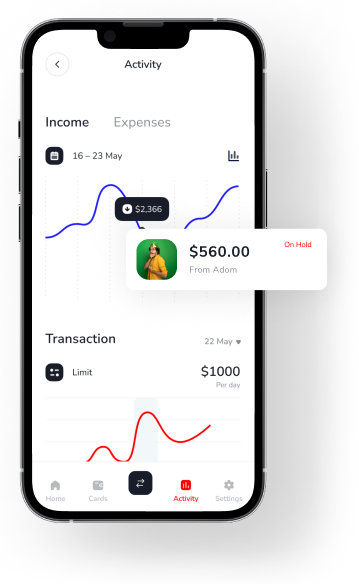 Activity
Income Expenses
16 – 23 May
$2,366
$560.00
On Hold
From Adom
Transaction
22 May
Limit
$1000
Per day
Home Cards Activity Settings